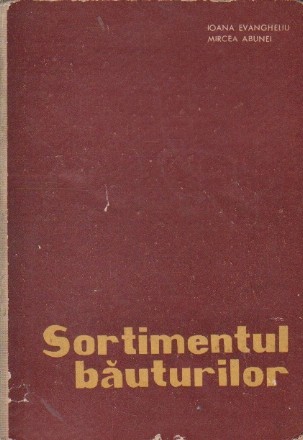 IOANA EVANGHELIU
MIRCEA ABUNEI
Sortimentul
băuturilor